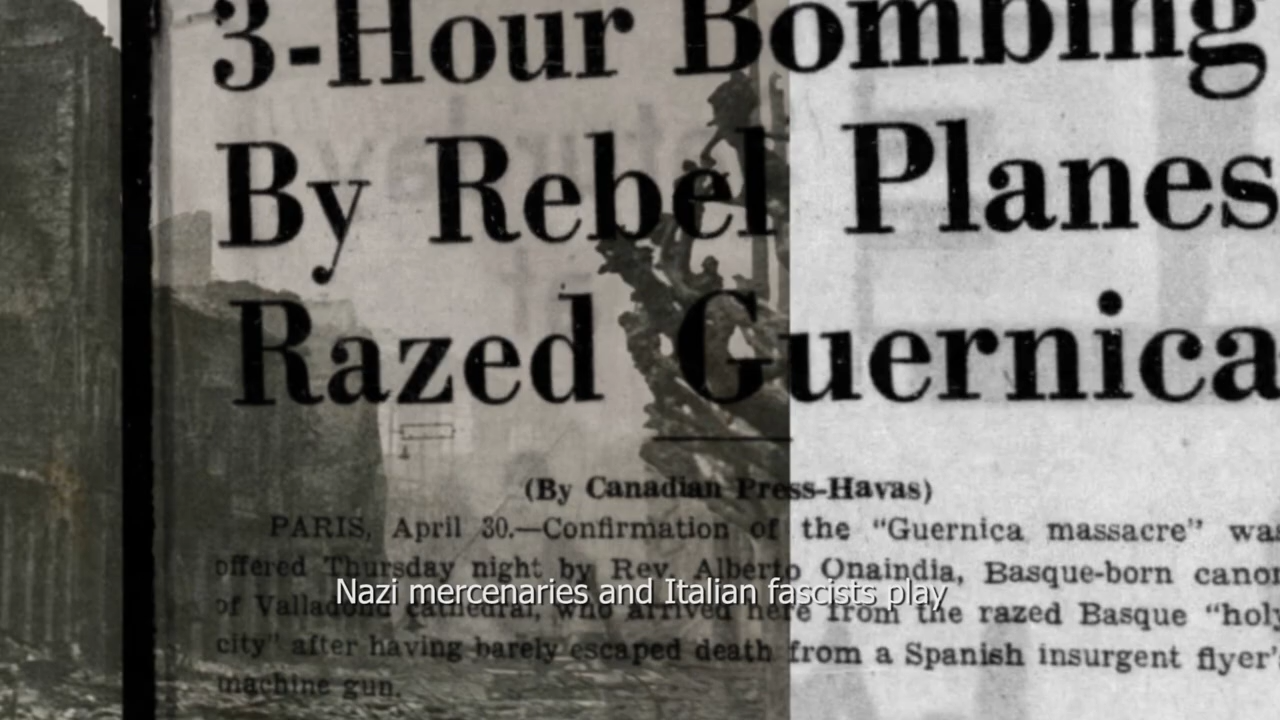 3-Hour Bombing
By Rebel Planes
Razed Guernica
(By Canadian Press-Havas)
PARIS, April 30.—Confirmation of the “Guernica massacre” was
offered Thursday night by Rev. Alberto Onaindia, Basque-born canon
of Valladolid cathedral, who arrived here from the razed Basque “holy
city” after having barely escaped death from a Spanish insurgent flyer’s
machine gun.
Nazi mercenaries and Italian fascists play